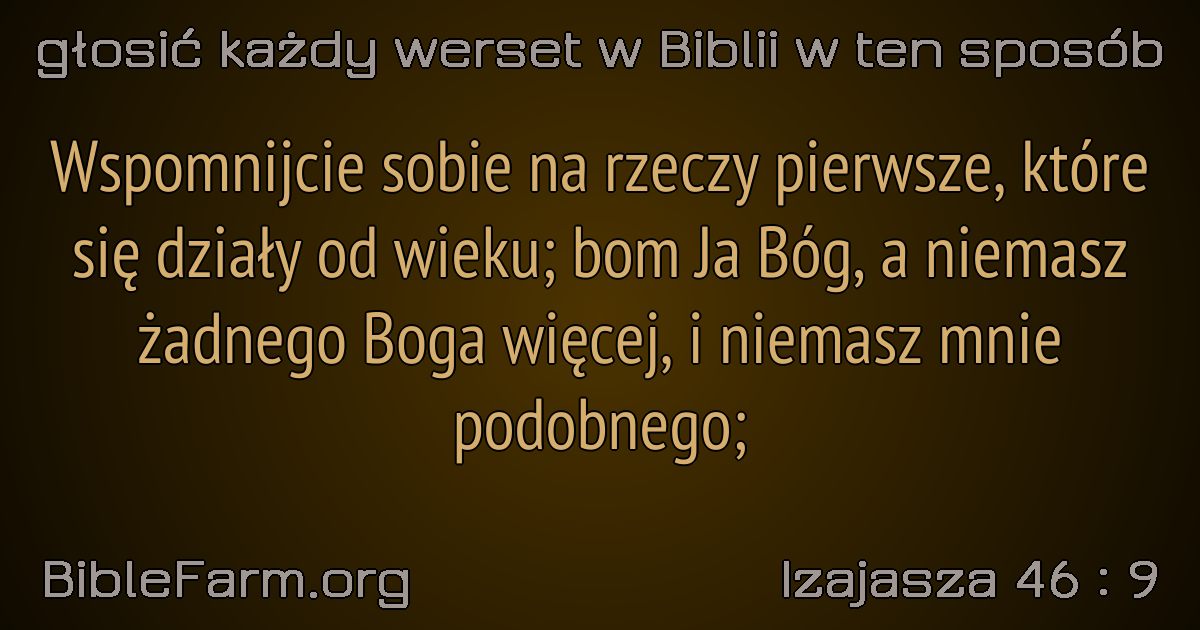 głosić każdy werset w Biblii w ten sposób
Wspomnijcie sobie na rzeczy pierwsze, które
się działy od wieku; bom Ja Bóg, a niemasz
żadnego Boga więcej, i niemasz mnie
podobnego;
BibleFarm.org
Izajasza 46 : 9